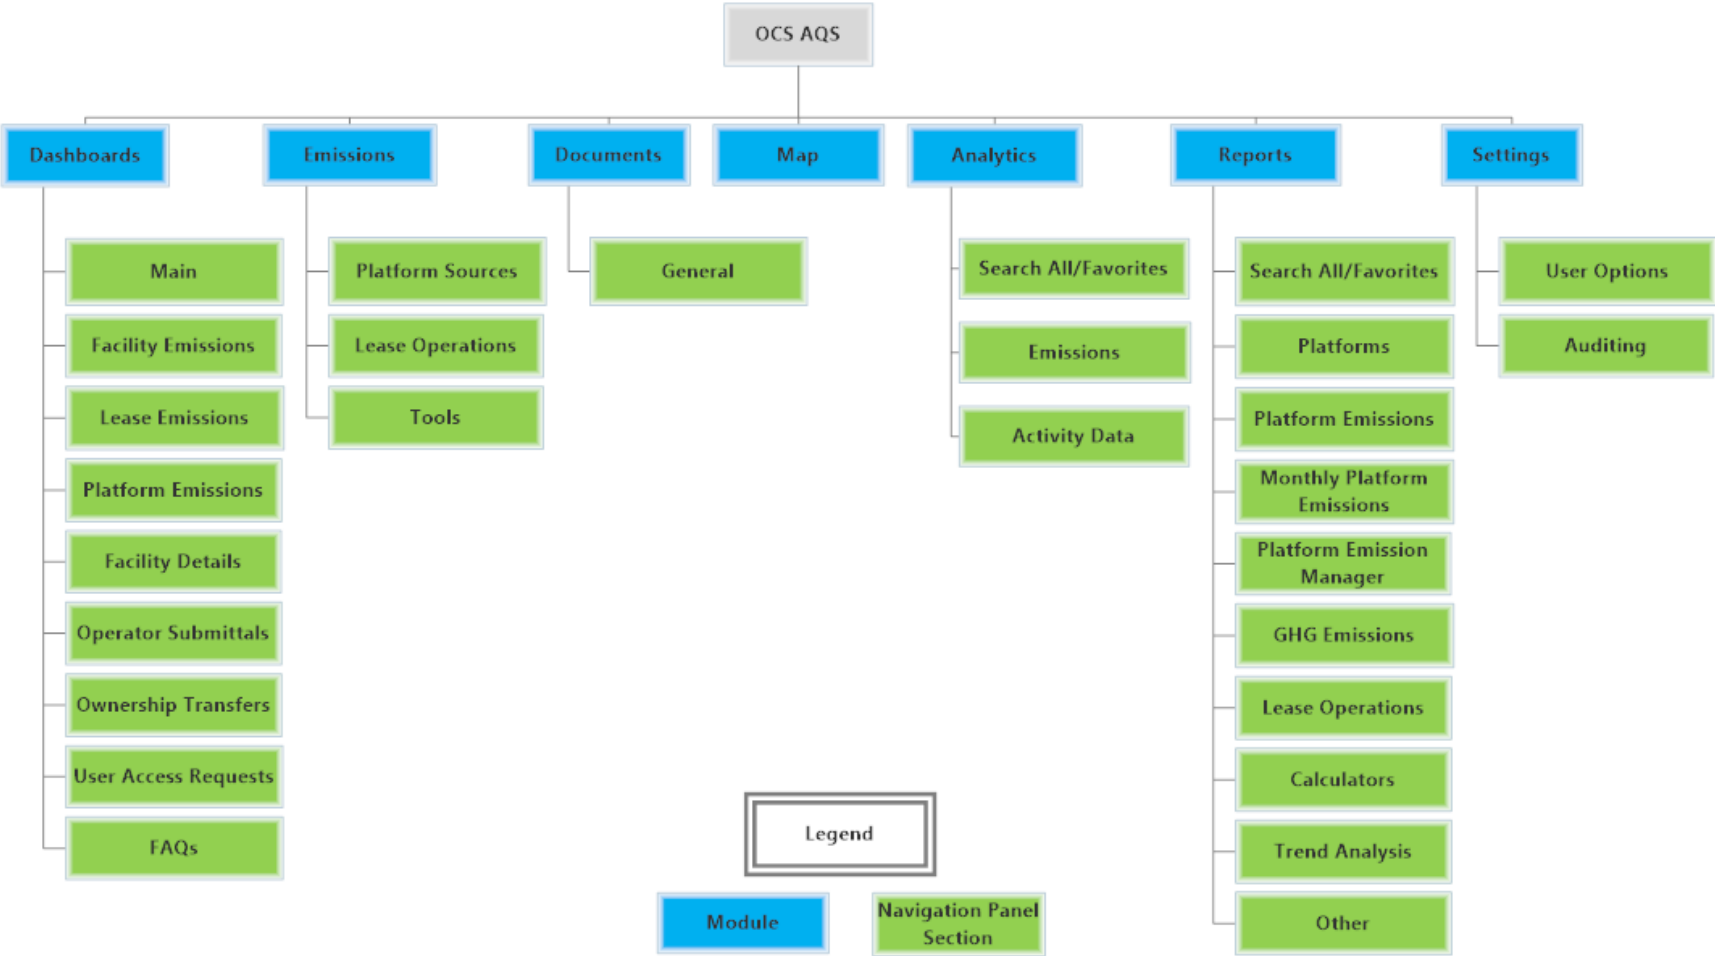 OCS AQS
Dashboards
Emissions
Documents
Map
Analytics
Reports
Settings
Main
Facility Emissions
Lease Emissions
Platform Emissions
Facility Details
Operator Submittals
Ownership Transfers
User Access Requests
FAQs
Platform Sources
Lease Operations
Tools
General
Search All/Favorites
Emissions
Activity Data
Search All/Favorites
Platforms
Platform Emissions
Monthly Platform
Emissions
Platform Emission
Manager
GHG Emissions
Lease Operations
Calculators
Trend Analysis
Other
User Options
Auditing
Legend
Module
Navigation Panel
Section